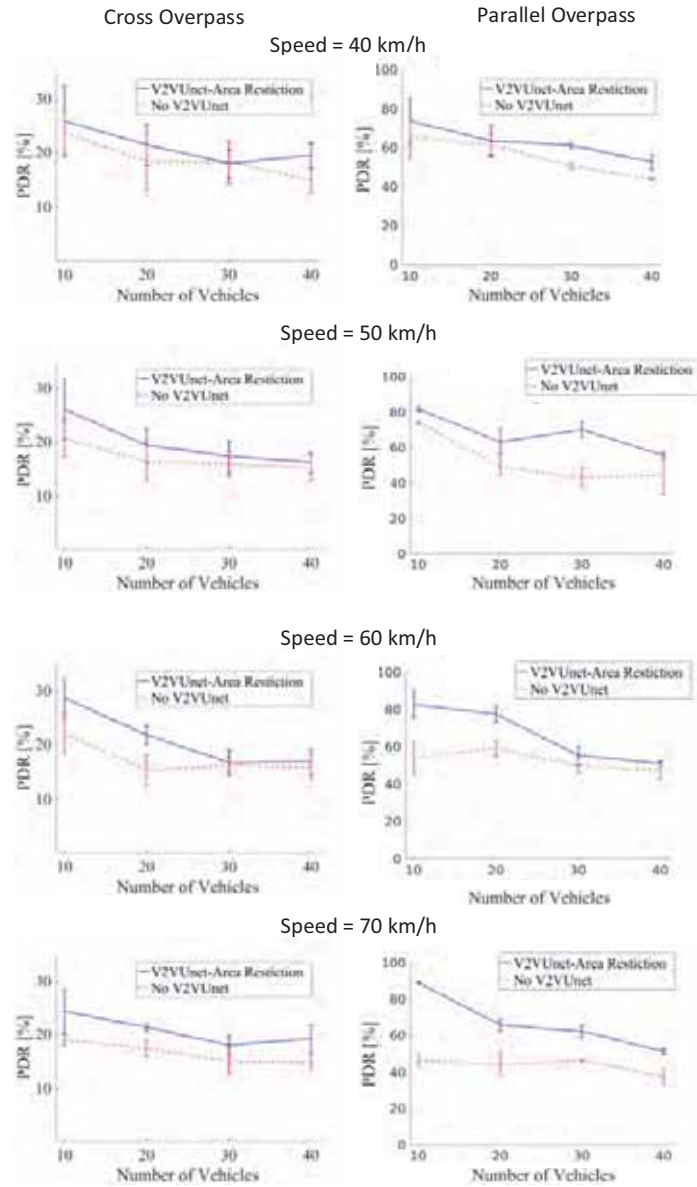 Cross Overpass Parallel Overpass
Speed = 40 km/h
V2VUnet-Area Restiction
No V2VUnet
PDR [%]
30
20
10
10 20 30 40
Number of Vehicles
V2VUnet-Area Restiction
No V2VUnet
PDR [%]
100
80
60
40
20
0
10 20 30 40
Number of Vehicles
Speed = 50 km/h
V2VUnet-Area Restiction
No V2VUnet
PDR [%]
30
20
10
10 20 30 40
Number of Vehicles
V2VUnet-Area Restiction
No V2VUnet
PDR [%]
100
80
60
40
20
0
10 20 30 40
Number of Vehicles
Speed = 60 km/h
V2VUnet-Area Restiction
No V2VUnet
PDR [%]
30
20
10
10 20 30 40
Number of Vehicles
V2VUnet-Area Restiction
No V2VUnet
PDR [%]
100
80
60
40
20
0
10 20 30 40
Number of Vehicles
Speed = 70 km/h
V2VUnet-Area Restiction
No V2VUnet
PDR [%]
30
20
10
10 20 30 40
Number of Vehicles
V2VUnet-Area Restiction
No V2VUnet
PDR [%]
100
80
60
40
20
0
10 20 30 40
Number of Vehicles